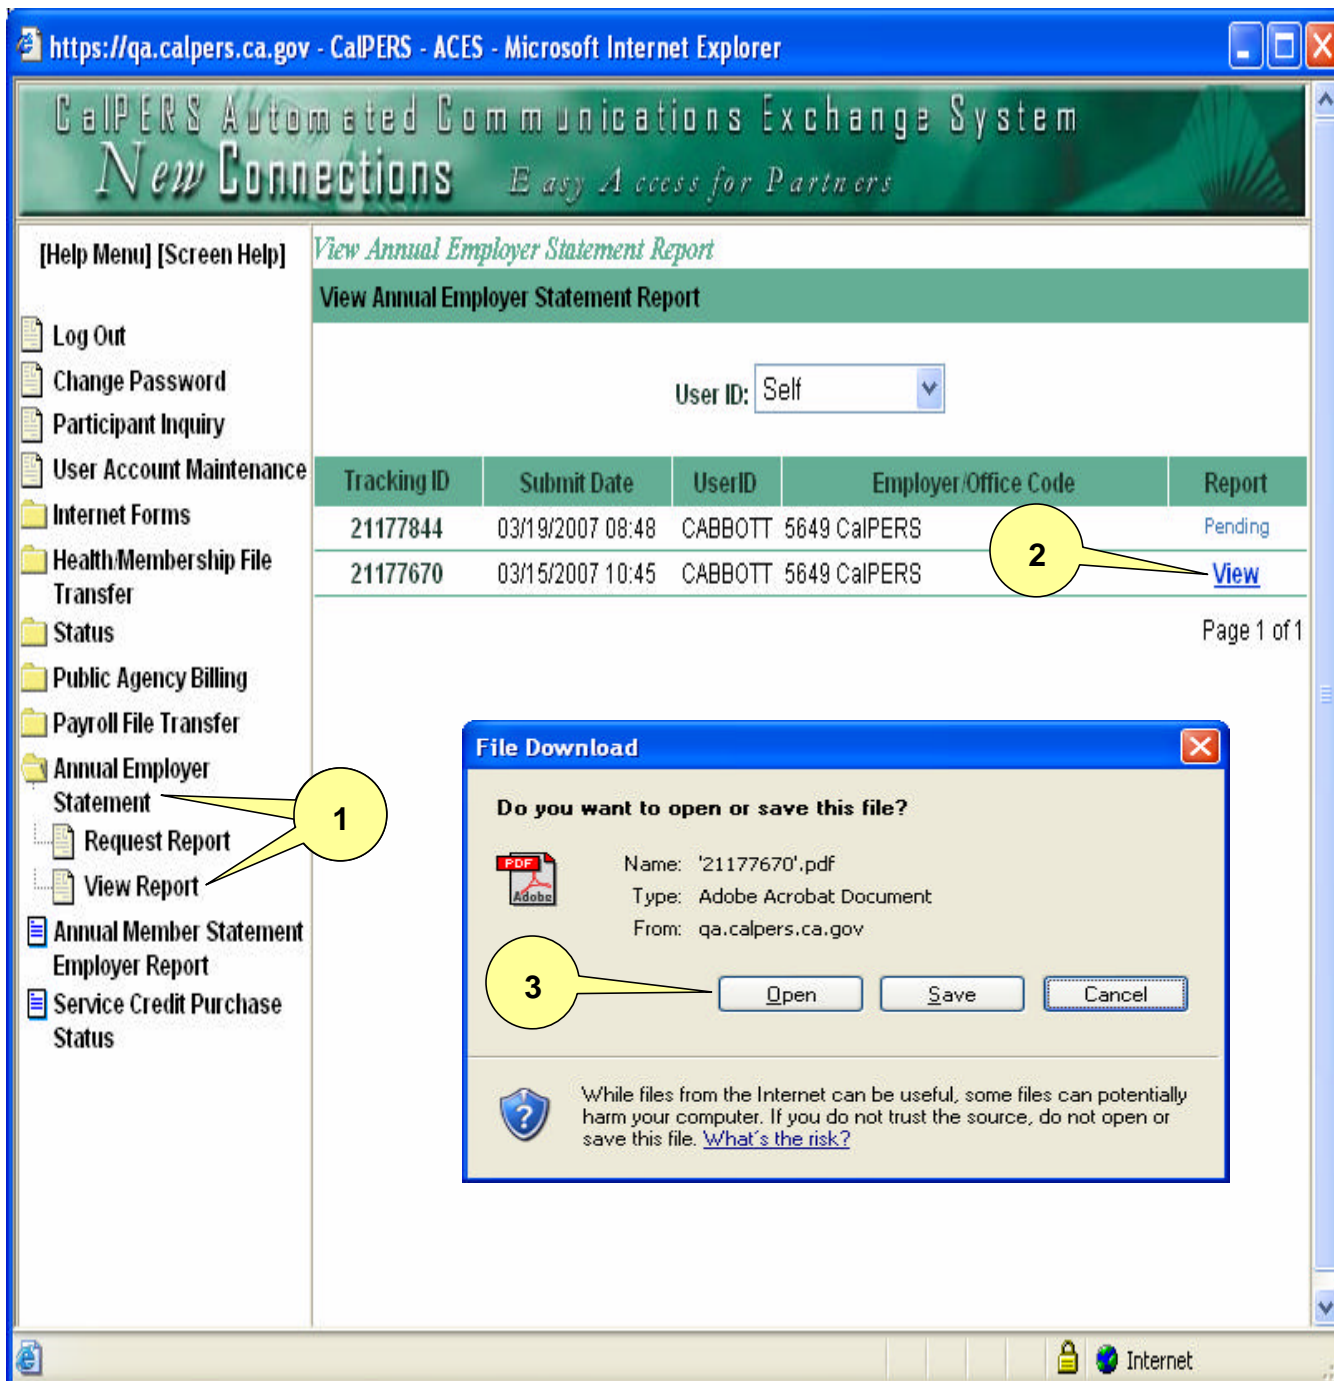 https://qa.calpers.ca.gov - CalPERS - ACES - Microsoft Internet Explorer
CalPERS Automated Communications Exchange System
New Connections Easy Access for Partners
[Help Menu] [Screen Help]
Log Out
Change Password
Participant Inquiry
User Account Maintenance
Internet Forms
Health/Membership File
Transfer
Status
Public Agency Billing
Payroll File Transfer
Annual Employer
Statement
1
Request Report
View Report
Annual Member Statement
Employer Report
Service Credit Purchase
Status
View Annual Employer Statement Report
View Annual Employer Statement Report
User ID: Self
Tracking ID Submit Date UserID Employer/Office Code Report
21177844 03/19/2007 08:48 CABBOTT 5649 CalPERS Pending
2
21177670 03/15/2007 10:45 CABBOTT 5649 CalPERS View
Page 1 of 1
File Download
Do you want to open or save this file?
PDF
Adobe
Name: '21177670'.pdf
Type: Adobe Acrobat Document
From: qa.calpers.ca.gov
3
Open Save Cancel
While files from the Internet can be useful, some files can potentially
harm your computer. If you do not trust the source, do not open or
save this file. What's the risk?
Internet